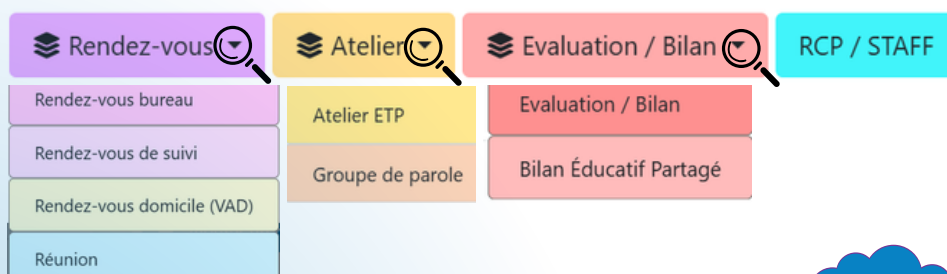 Rendez-vous
Atelier
Evaluation / Bilan
RCP / STAFF
Rendez-vous bureau
Rendez-vous de suivi
Rendez-vous domicile (VAD)
Réunion
Atelier ETP
Groupe de parole
Evaluation / Bilan
Bilan Éducatif Partagé